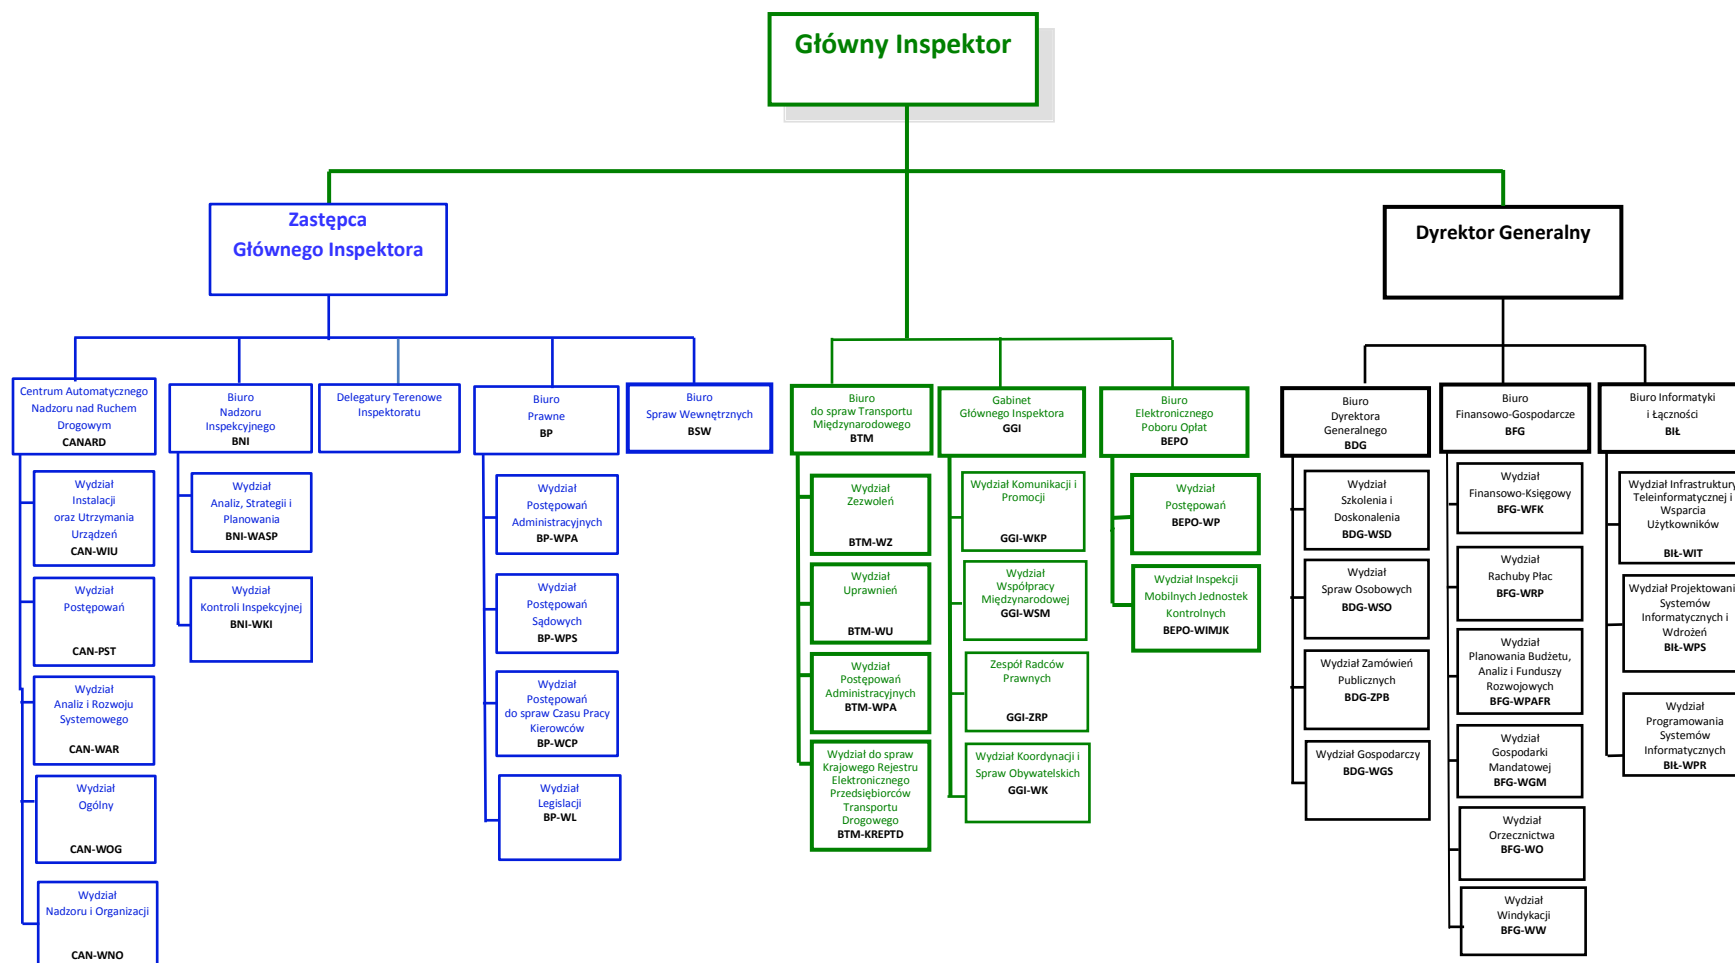 Główny Inspektor
Zastępca
Głównego Inspektora
Dyrektor Generalny
Centrum Automatycznego
Nadzoru nad Ruchem
Drogowym
CANARD
Biuro
Nadzoru
Inspekcyjnego
BNI
Delegatury Terenowe
Inspektoratu
Biuro
Prawne
BP
Biuro
Spraw Wewnętrznych
BSW
Biuro
do spraw Transportu
Międzynarodowego
BTM
Gabinet
Głównego Inspektora
GGI
Biuro
Elektronicznego
Poboru Opłat
BEPO
Biuro
Dyrektora
Generalnego
BDG
Biuro
Finansowo-Gospodarcze
BFG
Biuro Informatyki
i Łączności
BIŁ
Wydział
Instalacji
oraz Utrzymania
Urządzeń
CAN-WIU
Wydział
Postępowań
CAN-PST
Wydział
Analiz i Rozwoju
Systemowego
CAN-WAR
Wydział
Ogólny
CAN-WOG
Wydział
Nadzoru i Organizacji
CAN-WNO
Wydział
Analiz, Strategii i
Planowania
BNI-WASP
Wydział
Kontroli Inspekcyjnej
BNI-WKI
Wydział
Postępowań
Administracyjnych
BP-WPA
Wydział
Postępowań
Sądowych
BP-WPS
Wydział
Postępowań
do spraw Czasu Pracy
Kierowców
BP-WCP
Wydział
Legislacji
BP-WL
Wydział
Zezwoleń
BTM-WZ
Wydział
Uprawnień
BTM-WU
Wydział
Postępowań
Administracyjnych
BTM-WPA
Wydział do spraw
Krajowego Rejestru
Elektronicznego
Przedsiębiorców
Transportu
Drogowego
BTM-KREPTD
Wydział Komunikacji i
Promocji
GGI-WKP
Wydział
Współpracy
Międzynarodowej
GGI-WSM
Zespół Radców
Prawnych
GGI-ZRP
Wydział Koordynacji i
Spraw Obywatelskich
GGI-WK
Wydział
Postępowań
BEPO-WP
Wydział Inspekcji
Mobilnych Jednostek
Kontrolnych
BEPO-WIMJK
Wydział
Szkolenia i
Doskonalenia
BDG-WSD
Wydział
Spraw Osobowych
BDG-WSO
Wydział Zamówień
Publicznych
BDG-ZPB
Wydział Gospodarczy
BDG-WGS
Wydział
Finansowo-Księgowy
BFG-WFK
Wydział
Rachuby Płac
BFG-WRP
Wydział
Planowania Budżetu,
Analiz i Funduszy
Rozwojowych
BFG-WPAFR
Wydział
Gospodarki
Mandatowej
BFG-WGM
Wydział
Orzecznictwa
BFG-WO
Wydział
Windykacji
BFG-WW
Wydział Infrastruktury
Teleinformatycznej i
Wsparcia
Użytkowników
BIŁ-WIT
Wydział Projektowani
Systemów
Informatycznych i
Wdrożeń
BIŁ-WPS
Wydział
Programowania
Systemów
Informatycznych
BIŁ-WPR